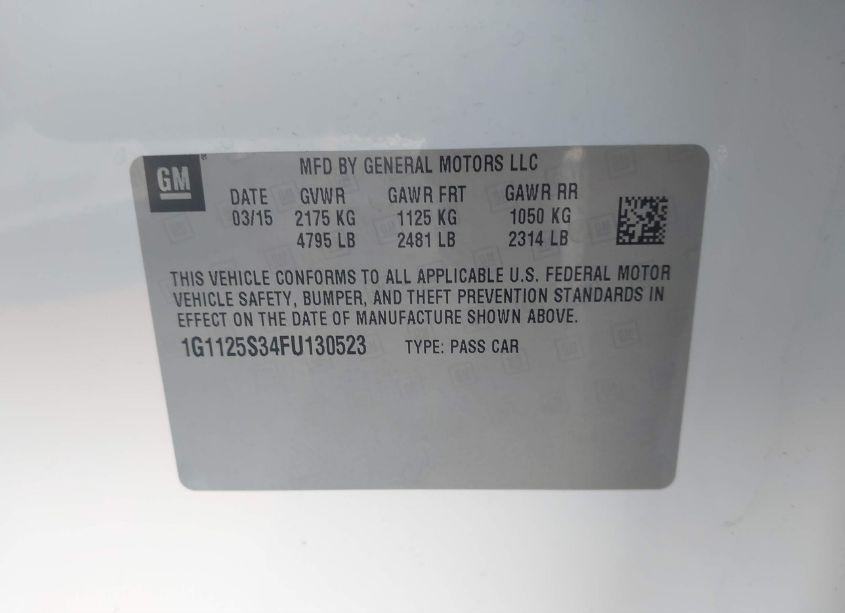 GM
MFD BY GENERAL MOTORS LLC
DATE GVWR GAWR FRT GAWR RR
03/15 2175 KG 1125 KG 1050 KG
4795 LB 2481 LB 2314 LB
THIS VEHICLE CONFORMS TO ALL APPLICABLE U.S. FEDERAL MOTOR
VEHICLE SAFETY, BUMPER, AND THEFT PREVENTION STANDARDS IN
EFFECT ON THE DATE OF MANUFACTURE SHOWN ABOVE.
1G1125S34FU130523 TYPE: PASS CAR